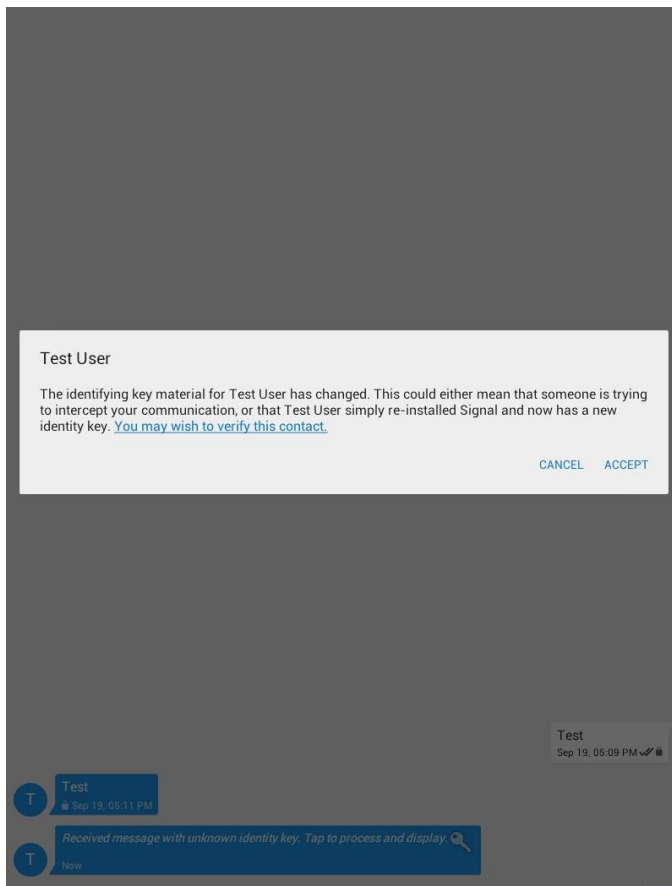 Test User
The identifying key material for Test User has changed. This could either mean that someone is trying
to intercept your communication, or that Test User simply re-installed Signal and now has a new
identity key. You may wish to verify this contact.
CANCEL ACCEPT
Test
Sep 19, 05:09 PM
T
Test
Sep 19, 05:11 PM
T
Received message with unknown identity key. Tap to process and display.
Now